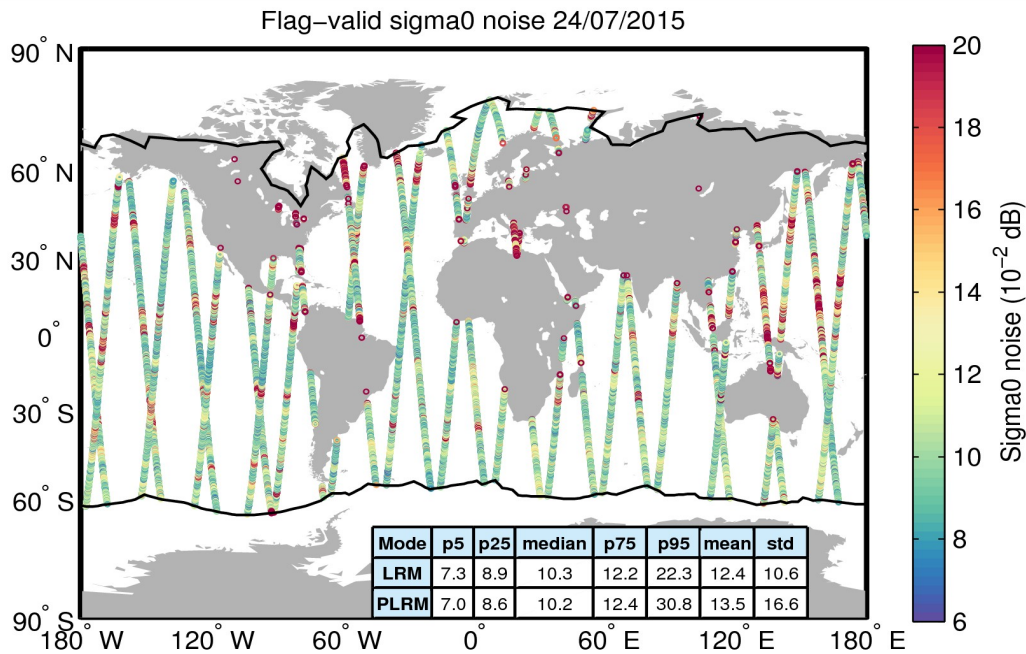 Flag−valid sigma0 noise 24/07/2015
90° N
60° N
30° N
0°
30° S
60° S
90° S
180° W
120° W
60° W
0°
60° E
120° E
180° E
Mode p5 p25 median p75 p95 mean std
LRM 7.3 8.9 10.3 12.2 22.3 12.4 10.6
PLRM 7.0 8.6 10.2 12.4 30.8 13.5 16.6
20
18
16
14
12
10
8
6
Sigma0 noise (10−2 dB)